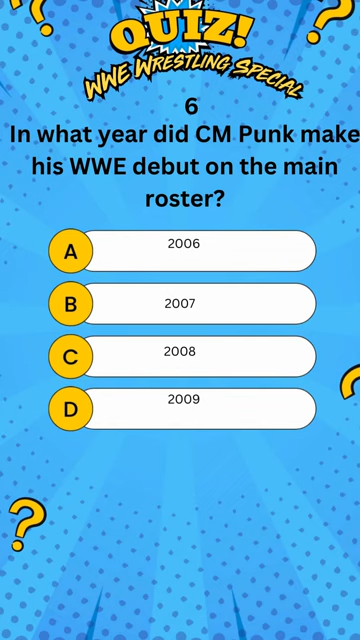 QUIZ!
WWE WRESTLING SPECIAL
6
In what year did CM Punk make
his WWE debut on the main
roster?
A 2006
B 2007
C 2008
D 2009